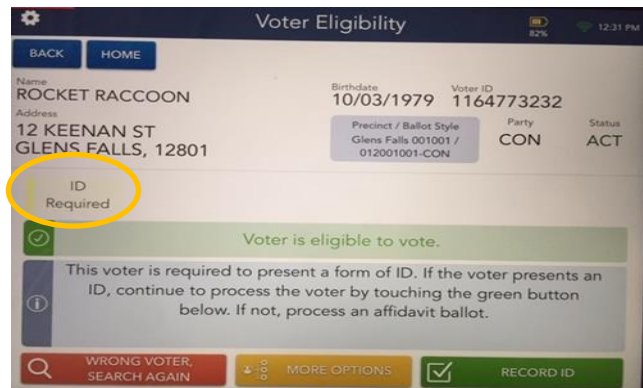 Voter Eligibility
82%
12:31 PM
BACK HOME
Name
ROCKET RACCOON
Birthdate
10/03/1979
Voter ID
1164773232
Address
12 KEENAN ST
GLENS FALLS, 12801
Precinct / Ballot Style
Glens Falls 001001 /
012001001-CON
Party
CON
Status
ACT
ID
Required
Voter is eligible to vote.
This voter is required to present a form of ID. If the voter presents an
ID, continue to process the voter by touching the green button
below. If not, process an affidavit ballot.
WRONG VOTER,
SEARCH AGAIN
MORE OPTIONS
RECORD ID